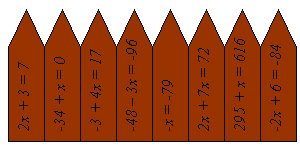 2x + 3 = 7
-34 + x = 0
-3 + 4x = 17
-48 - 3x = -96
-x = -79
2x + 7x = 72
295 + x = 616
-2x + 6 = -84